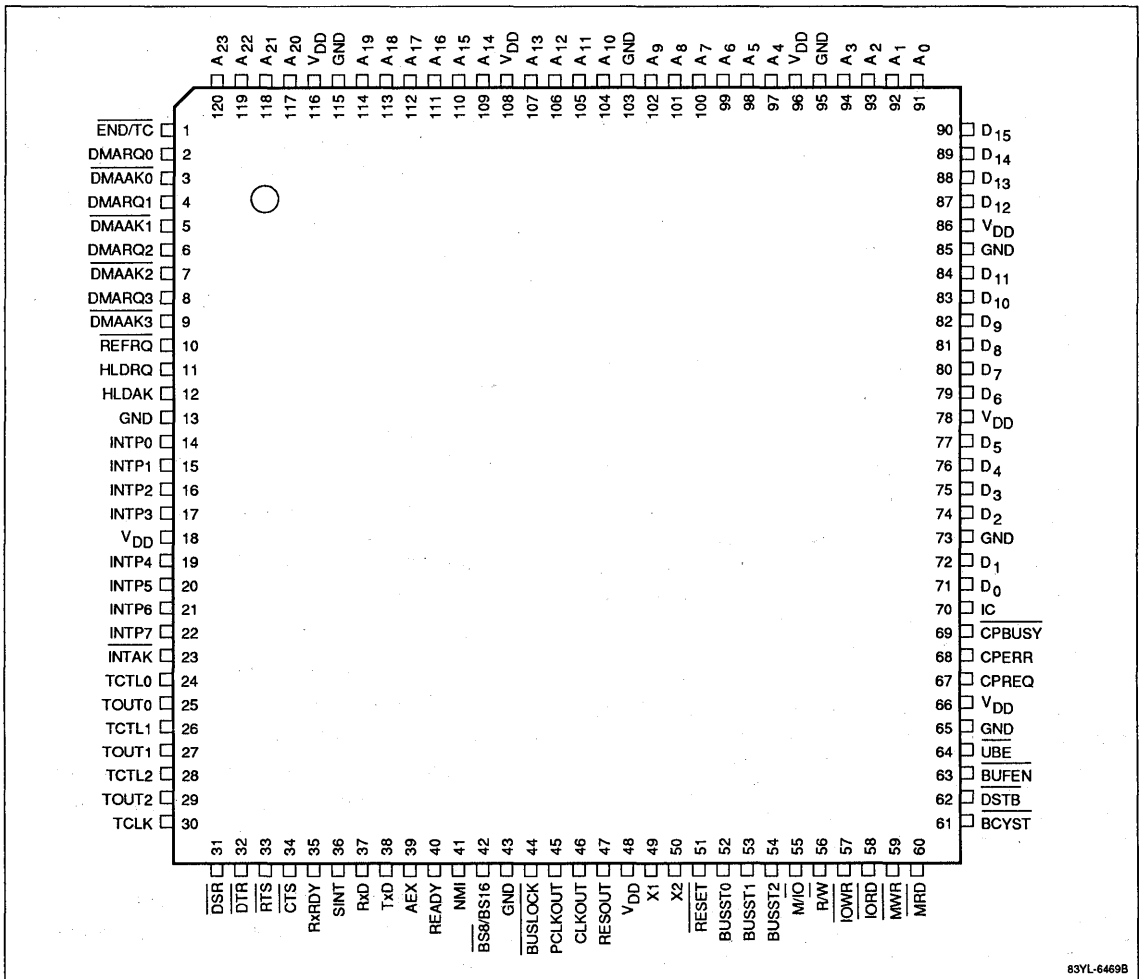 A23 A22 A21 A20 VDD GND A19 A18 A17 A16 A15 A14 VDD A13 A12 A11 A10 GND A9 A8 A7 A6 A5 A4 VDD GND A3 A2 A1 A0
120 119 118 117 116 115 114 113 112 111 110 109 108 107 106 105 104 103 102 101 100 99 98 97 96 95 94 93 92 91
END/TC 1 90 D15
DMARQ0 2 89 D14
DMAAK0 3 88 D13
DMARQ1 4 87 D12
DMAAK1 5 86 VDD
DMARQ2 6 85 GND
DMAAK2 7 84 D11
DMARQ3 8 83 D10
DMAAK3 9 82 D9
REFRQ 10 81 D8
HLDRQ 11 80 D7
HLDAK 12 79 D6
GND 13 78 VDD
INTP0 14 77 D5
INTP1 15 76 D4
INTP2 16 75 D3
INTP3 17 74 D2
VDD 18 73 GND
INTP4 19 72 D1
INTP5 20 71 D0
INTP6 21 70 IC
INTP7 22 69 CPBUSY
INTAK 23 68 CPERR
TCTL0 24 67 CPREQ
TOUT0 25 66 VDD
TCTL1 26 65 GND
TOUT1 27 64 UBE
TCTL2 28 63 BUFEN
TOUT2 29 62 DSTB
TCLK 30 61 BCYST
31 32 33 34 35 36 37 38 39 40 41 42 43 44 45 46 47 48 49 50 51 52 53 54 55 56 57 58 59 60
DSR DTR RTS CTS RxRDY SINT RxD TxD AEX READY NMI BS8/BS16 GND BUSLOCK PCLKOUT CLKOUT RESOUT VDD X1 X2 RESET BUSST0 BUSST1 BUSST2 M/IO R/W IOWR IORD MWR MRD
83YL-6469B